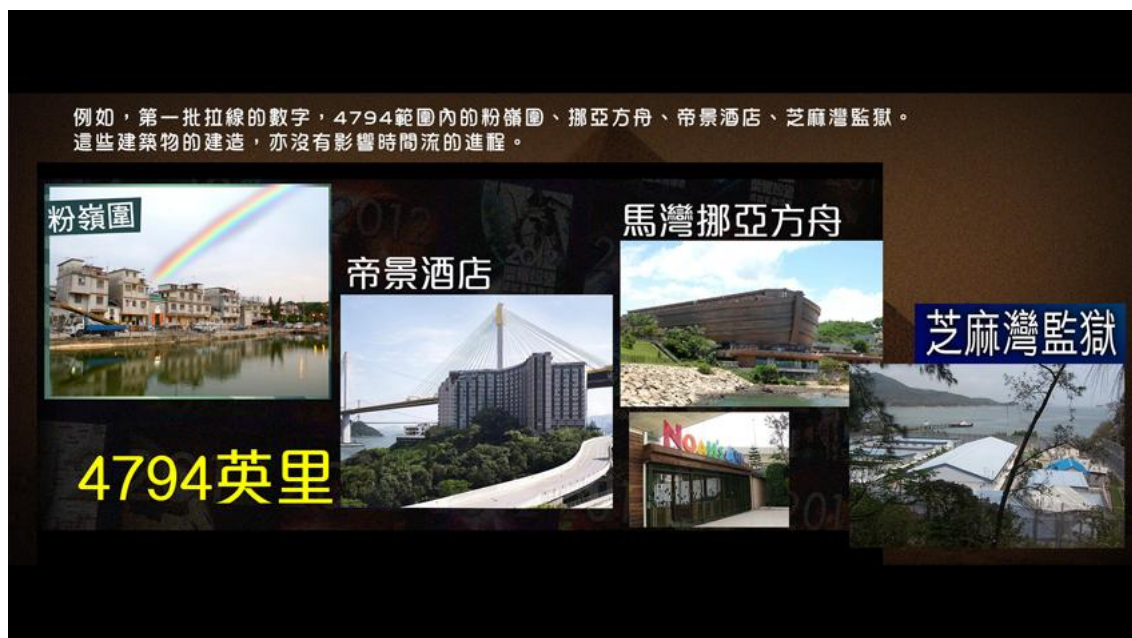 例如，第一批拉線的數字，4794範圍內的粉嶺圍、挪亞方舟、帝景酒店、芝麻灣監獄。
這些建築物的建造，亦沒有影響時間流的進程。
粉嶺圍
帝景酒店
馬灣挪亞方舟
芝麻灣監獄
4794英里
2012